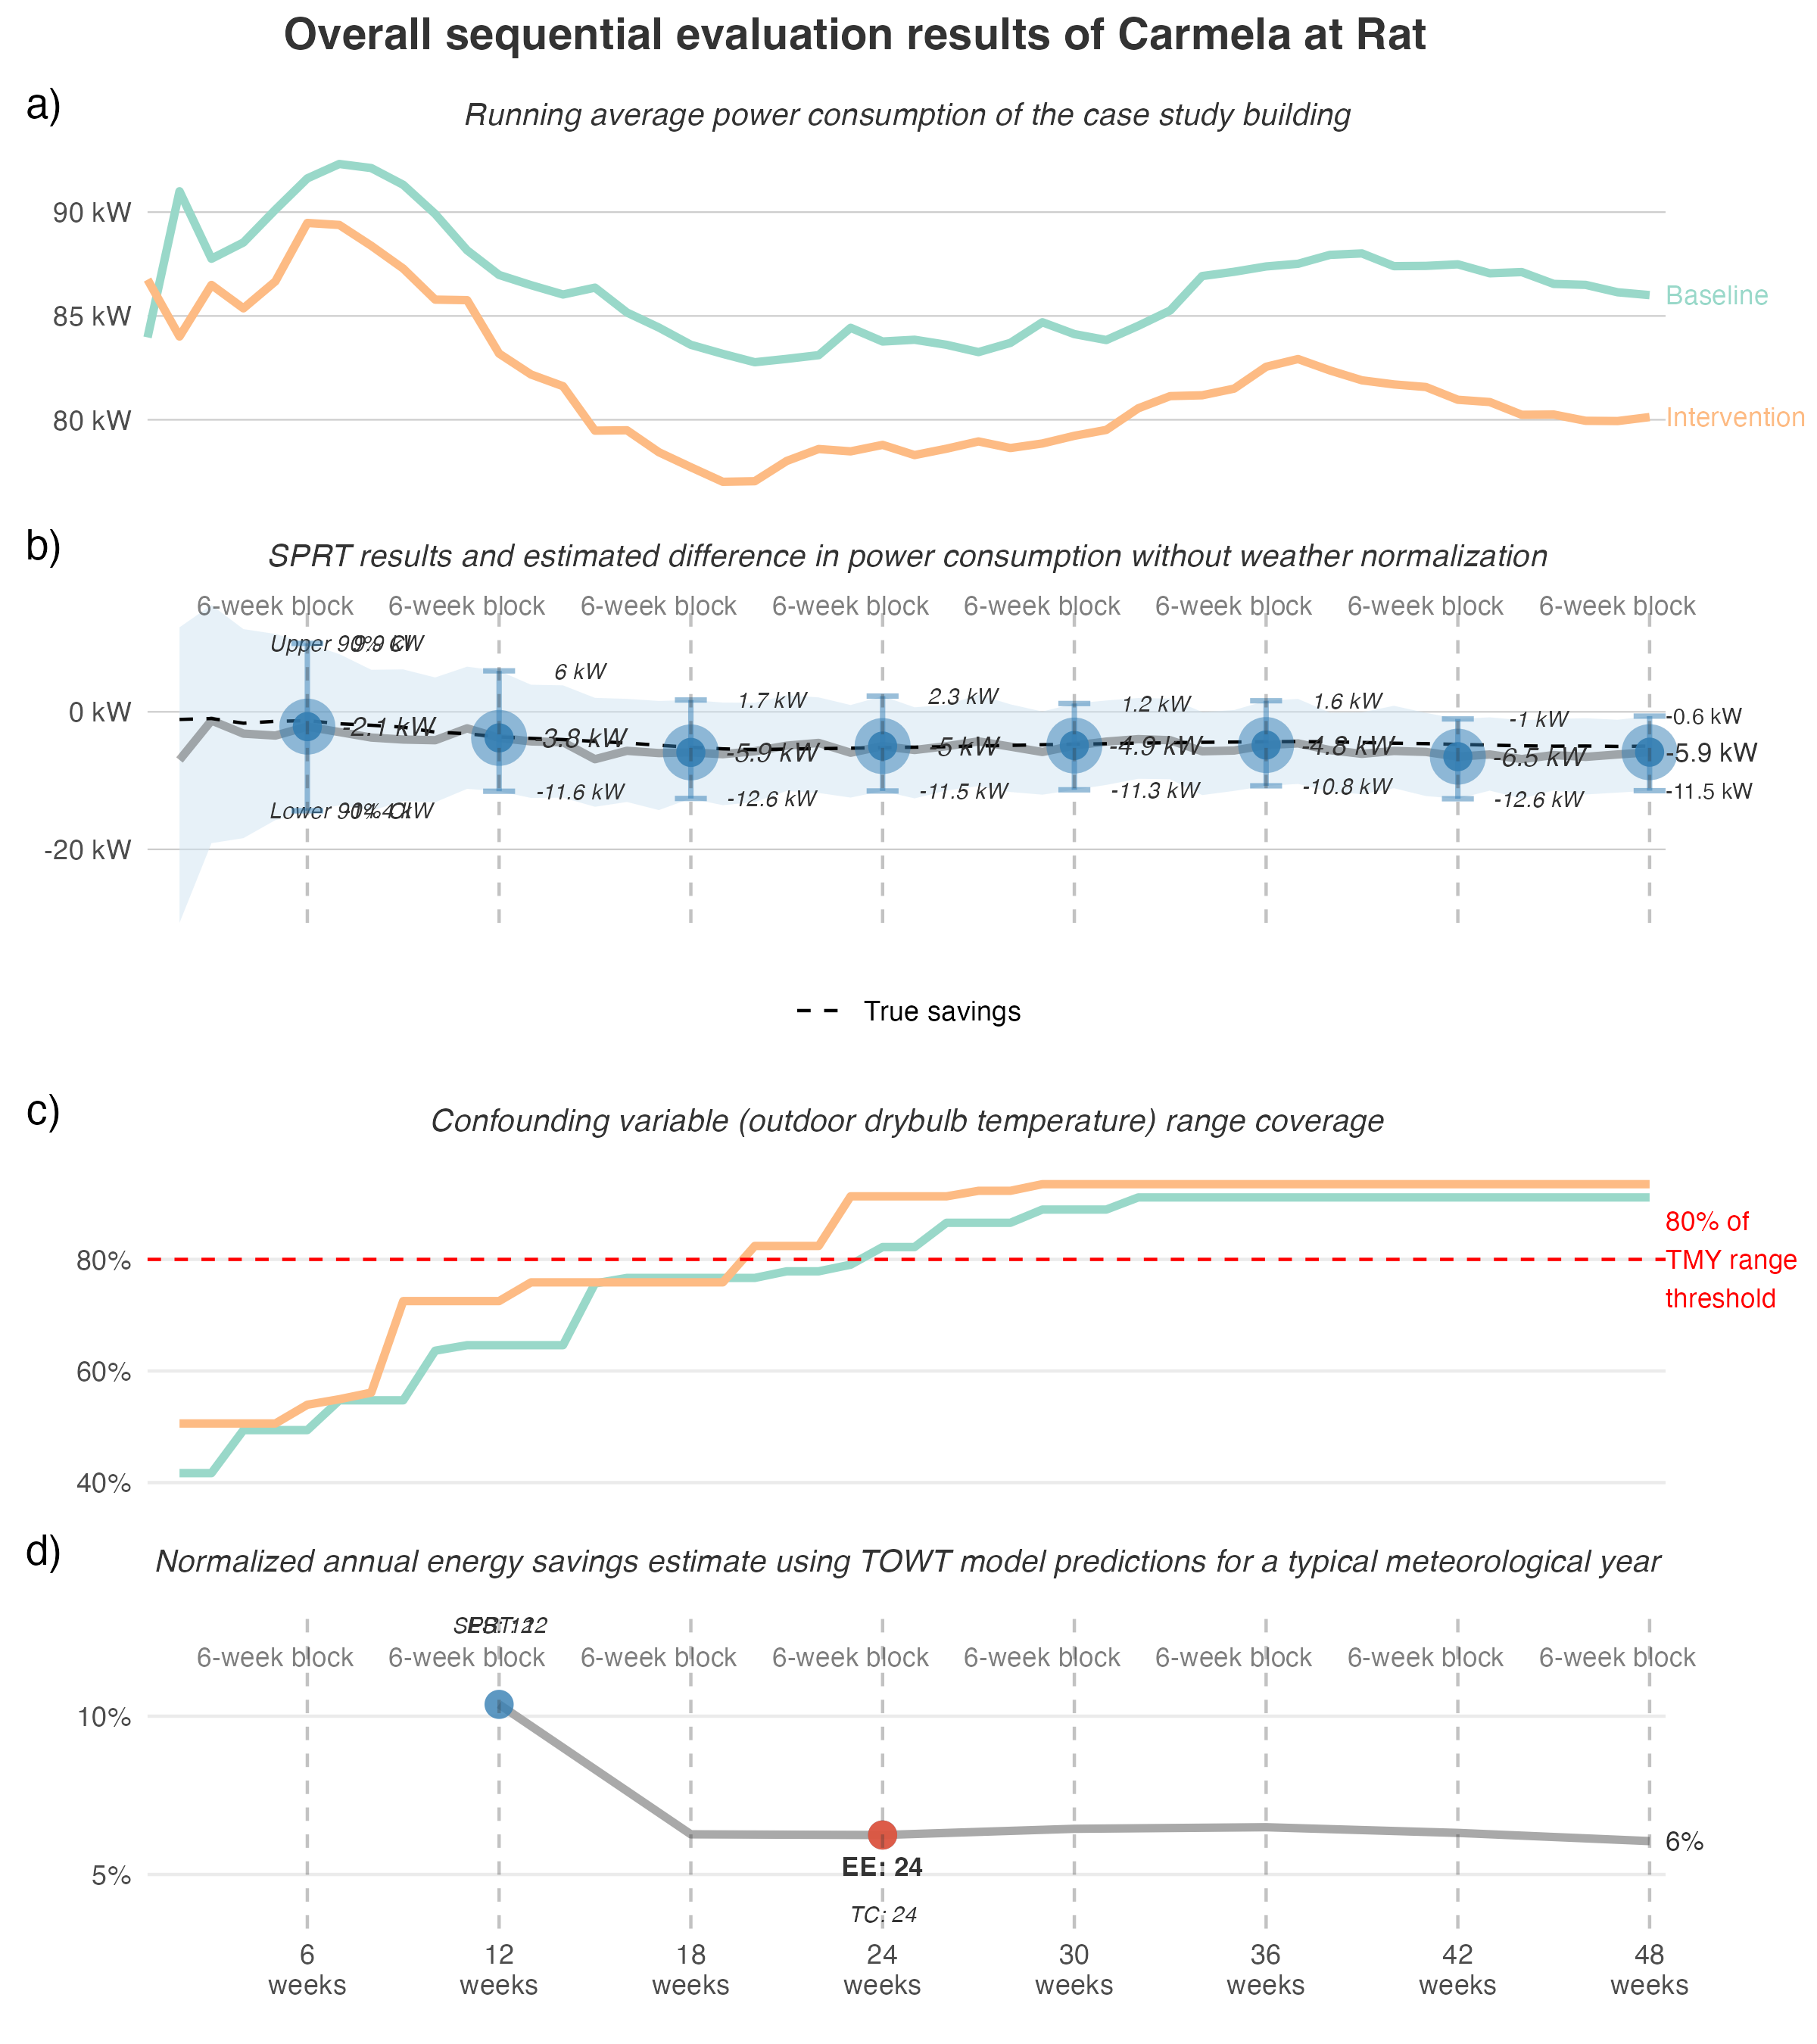 Overall sequential evaluation results of Carmela at Rat
a)
Running average power consumption of the case study building
90 kW
85 kW
80 kW
Baseline
Intervention
b)
SPRT results and estimated difference in power consumption without weather normalization
6-week block 6-week block 6-week block 6-week block 6-week block 6-week block 6-week block 6-week block
Upper 90% CI 9.9 kW
6 kW
1.7 kW
2.3 kW
1.2 kW
1.6 kW
-1 kW
-0.6 kW
0 kW
-2.1 kW
-3.8 kW
-5.9 kW
-5 kW
-4.9 kW
-4.8 kW
-6.5 kW
-5.9 kW
Lower 90% CI -14.4 kW
-11.6 kW
-12.6 kW
-11.5 kW
-11.3 kW
-10.8 kW
-12.6 kW
-11.5 kW
-20 kW
True savings
c)
Confounding variable (outdoor drybulb temperature) range coverage
80%
60%
40%
80% of
TMY range
threshold
d)
Normalized annual energy savings estimate using TOWT model predictions for a typical meteorological year
SPRT: 12
6-week block 6-week block 6-week block 6-week block 6-week block 6-week block 6-week block 6-week block
10%
5%
EE: 24
TC: 24
6%
6 12 18 24 30 36 42 48
weeks weeks weeks weeks weeks weeks weeks weeks